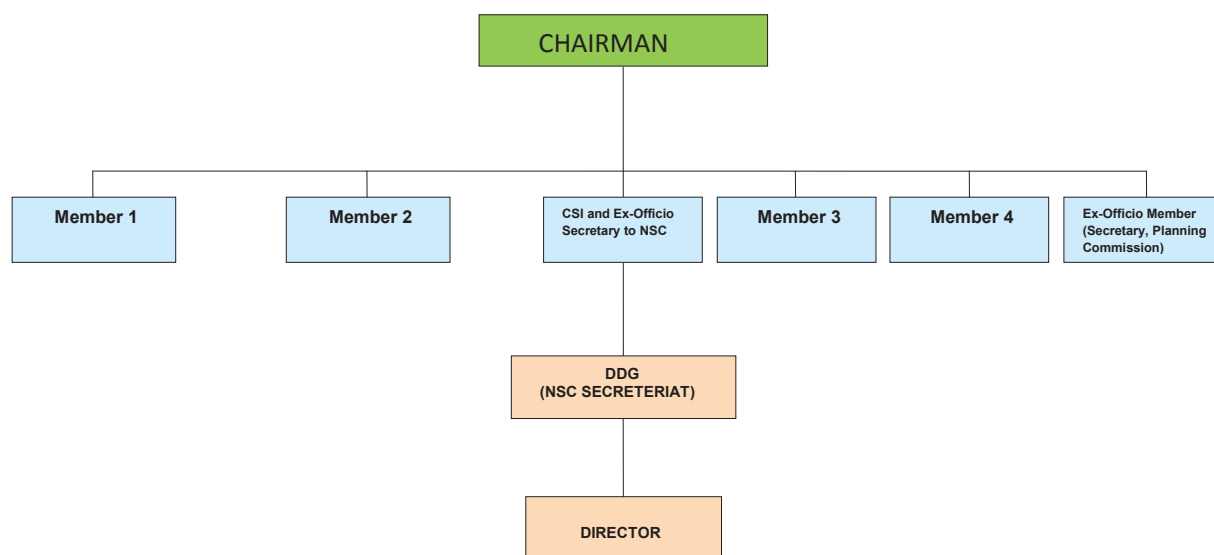 CHAIRMAN
Member 1
Member 2
CSI and Ex-Officio
Secretary to NSC
Member 3
Member 4
Ex-Officio Member
(Secretary, Planning
Commission)
DDG
(NSC SECRETERIAT)
DIRECTOR